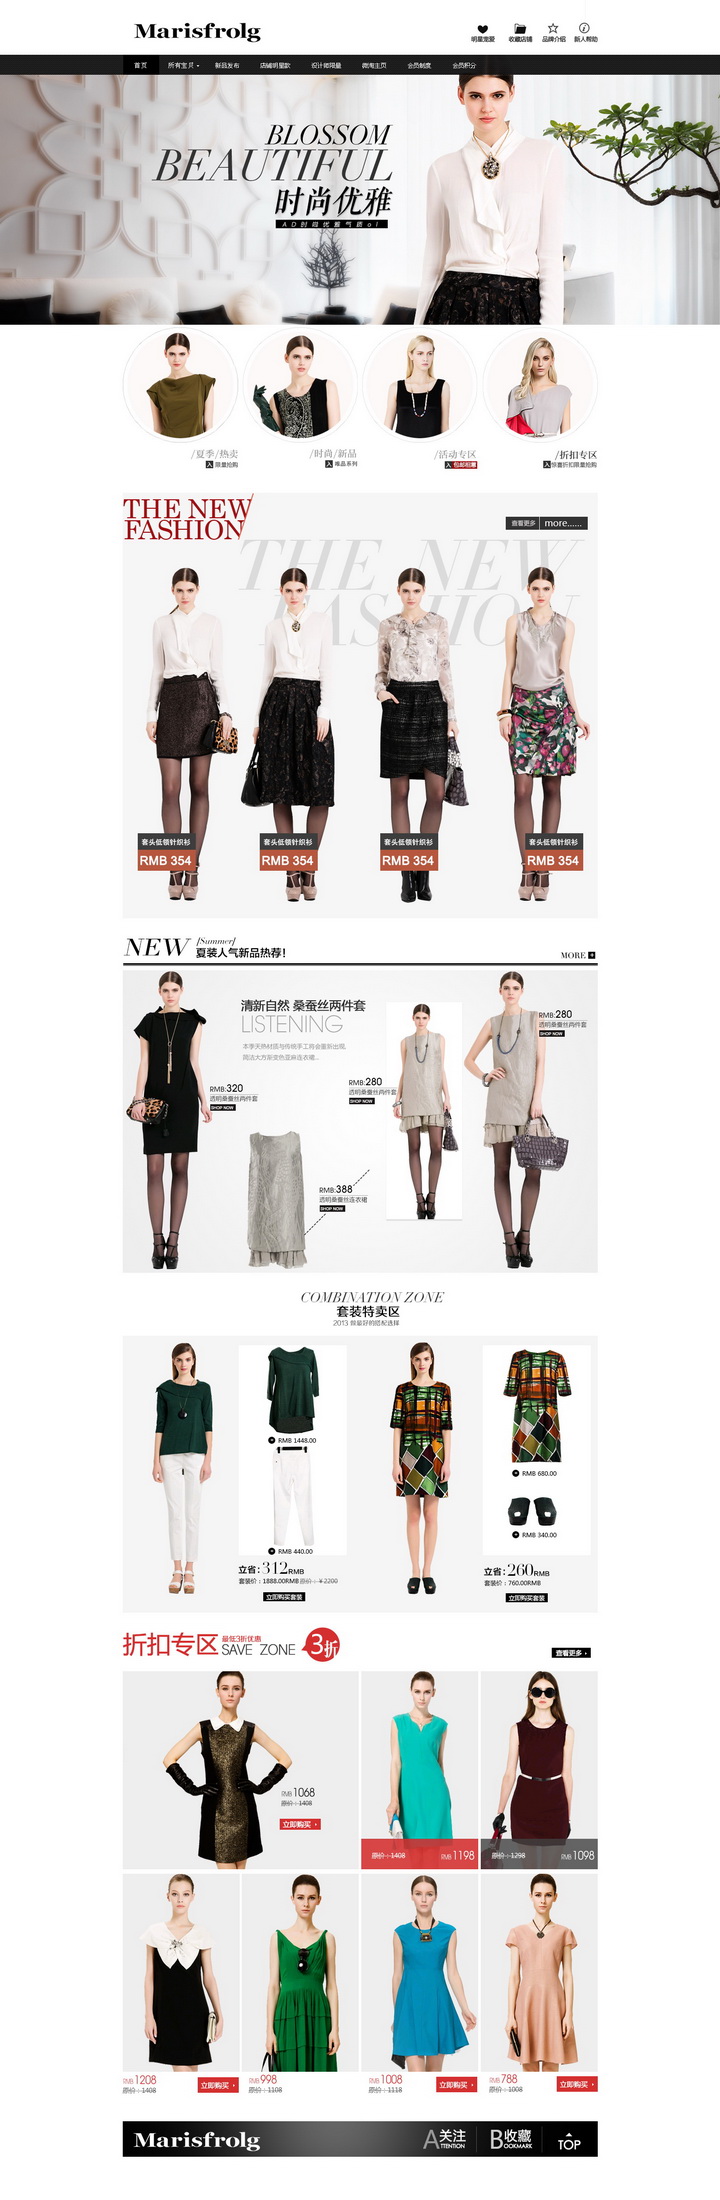 Marisfrolg
明星宠爱 收藏店铺 品牌介绍 新人帮助
首页 所有宝贝 新品发布 店铺明星款 设计师限量 微淘主页 会员制度 会员积分
BLOSSOM
BEAUTIFUL
时尚优雅
AD时尚优雅气质ol
/夏季/热卖 /时尚/新品 /活动专区 /折扣专区
入 限量抢购 入 唯品系列 入 包邮相惠 入 惊喜折扣限量抢购
THE NEW
FASHION
查看更多 more......
THE NEW
FASHION
套头低领针织衫 套头低领针织衫 套头低领针织衫 套头低领针织衫
RMB 354 RMB 354 RMB 354 RMB 354
NEW [Summer]
夏装人气新品热荐!
MORE
清新自然 桑蚕丝两件套
LISTENING
本季天然材质与传统手工将会重新出现,
简洁大方渐变色亚麻连衣裙...
RMB:280
透明桑蚕丝两件套
SHOP NOW
RMB:320
透明桑蚕丝两件套
SHOP NOW
RMB:280
透明桑蚕丝两件套
SHOP NOW
RMB:388
透明桑蚕丝连衣裙
SHOP NOW
COMBINATION ZONE
套装特卖区
2013 做最好的搭配选择
RMB 1448.00
RMB 440.00
立省:312RMB
套装价:1888.00RMB 原价:¥2200
立即购买套装
RMB 680.00
RMB 340.00
立省:260RMB
套装价:760.00RMB
立即购买套装
折扣专区 最低3折优惠
SAVE ZONE
3折
查看更多
RMB 1068
原价:1408
立即购买
原价:1408 RMB 1198
原价:1298 RMB 1098
RMB 1208
原价:1408
立即购买
RMB 998
原价:1108
立即购买
RMB 1008
原价:1118
立即购买
RMB 788
原价:1008
立即购买
Marisfrolg
A关注
TTENTION
B收藏
OOKMARK
TOP